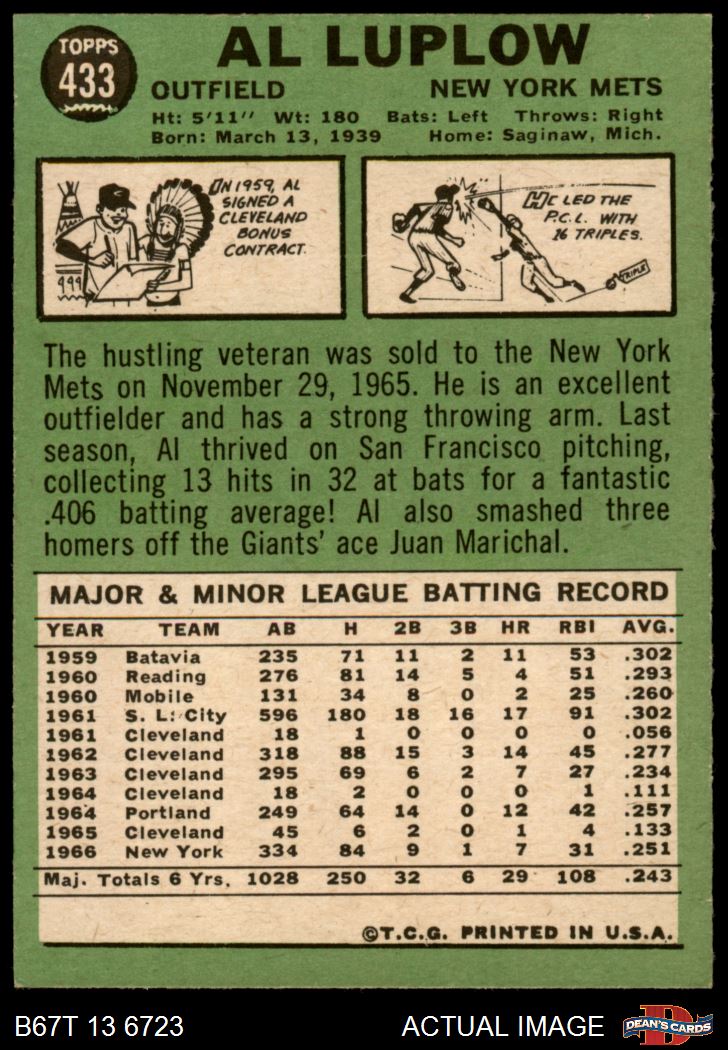 TOPPS
433
AL LUPLOW
OUTFIELD NEW YORK METS
Ht: 5'11" Wt: 180 Bats: Left Throws: Right
Born: March 13, 1939 Home: Saginaw, Mich.
IN 1959, AL
SIGNED A
CLEVELAND
BONUS
CONTRACT.
HE LED THE
P.C.L. WITH
16 TRIPLES.
TRIPLE
The hustling veteran was sold to the New York
Mets on November 29, 1965. He is an excellent
outfielder and has a strong throwing arm. Last
season, Al thrived on San Francisco pitching,
collecting 13 hits in 32 at bats for a fantastic
.406 batting average! Al also smashed three
homers off the Giants' ace Juan Marichal.
MAJOR & MINOR LEAGUE BATTING RECORD
YEAR TEAM AB H 2B 3B HR RBI AVG.
1959 Batavia 235 71 11 2 11 53 .302
1960 Reading 276 81 14 5 4 51 .293
1960 Mobile 131 34 8 0 2 25 .260
1961 S. L. City 596 180 18 16 17 91 .302
1961 Cleveland 18 1 0 0 0 0 .056
1962 Cleveland 318 88 15 3 14 45 .277
1963 Cleveland 295 69 6 2 7 27 .234
1964 Cleveland 18 2 0 0 0 1 .111
1964 Portland 249 64 14 0 12 42 .257
1965 Cleveland 45 6 2 0 1 4 .133
1966 New York 334 84 9 1 7 31 .251
Maj. Totals 6 Yrs. 1028 250 32 6 29 108 .243
©T.C.G. PRINTED IN U.S.A.
B67T 13 6723 ACTUAL IMAGE
D
DEAN'S CARDS